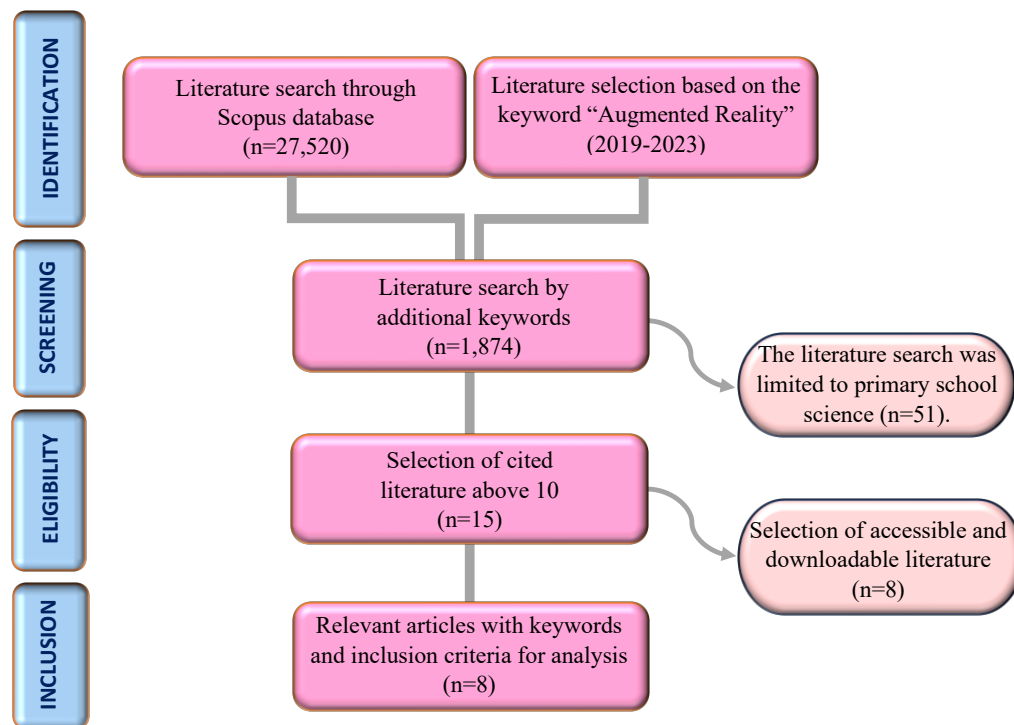 IDENTIFICATION
Literature search through
Scopus database
(n=27,520)
Literature selection based on the
keyword “Augmented Reality”
(2019-2023)
SCREENING
Literature search by
additional keywords
(n=1,874)
The literature search was
limited to primary school
science (n=51).
ELIGIBILITY
Selection of cited
literature above 10
(n=15)
Selection of accessible and
downloadable literature
(n=8)
INCLUSION
Relevant articles with keywords
and inclusion criteria for analysis
(n=8)